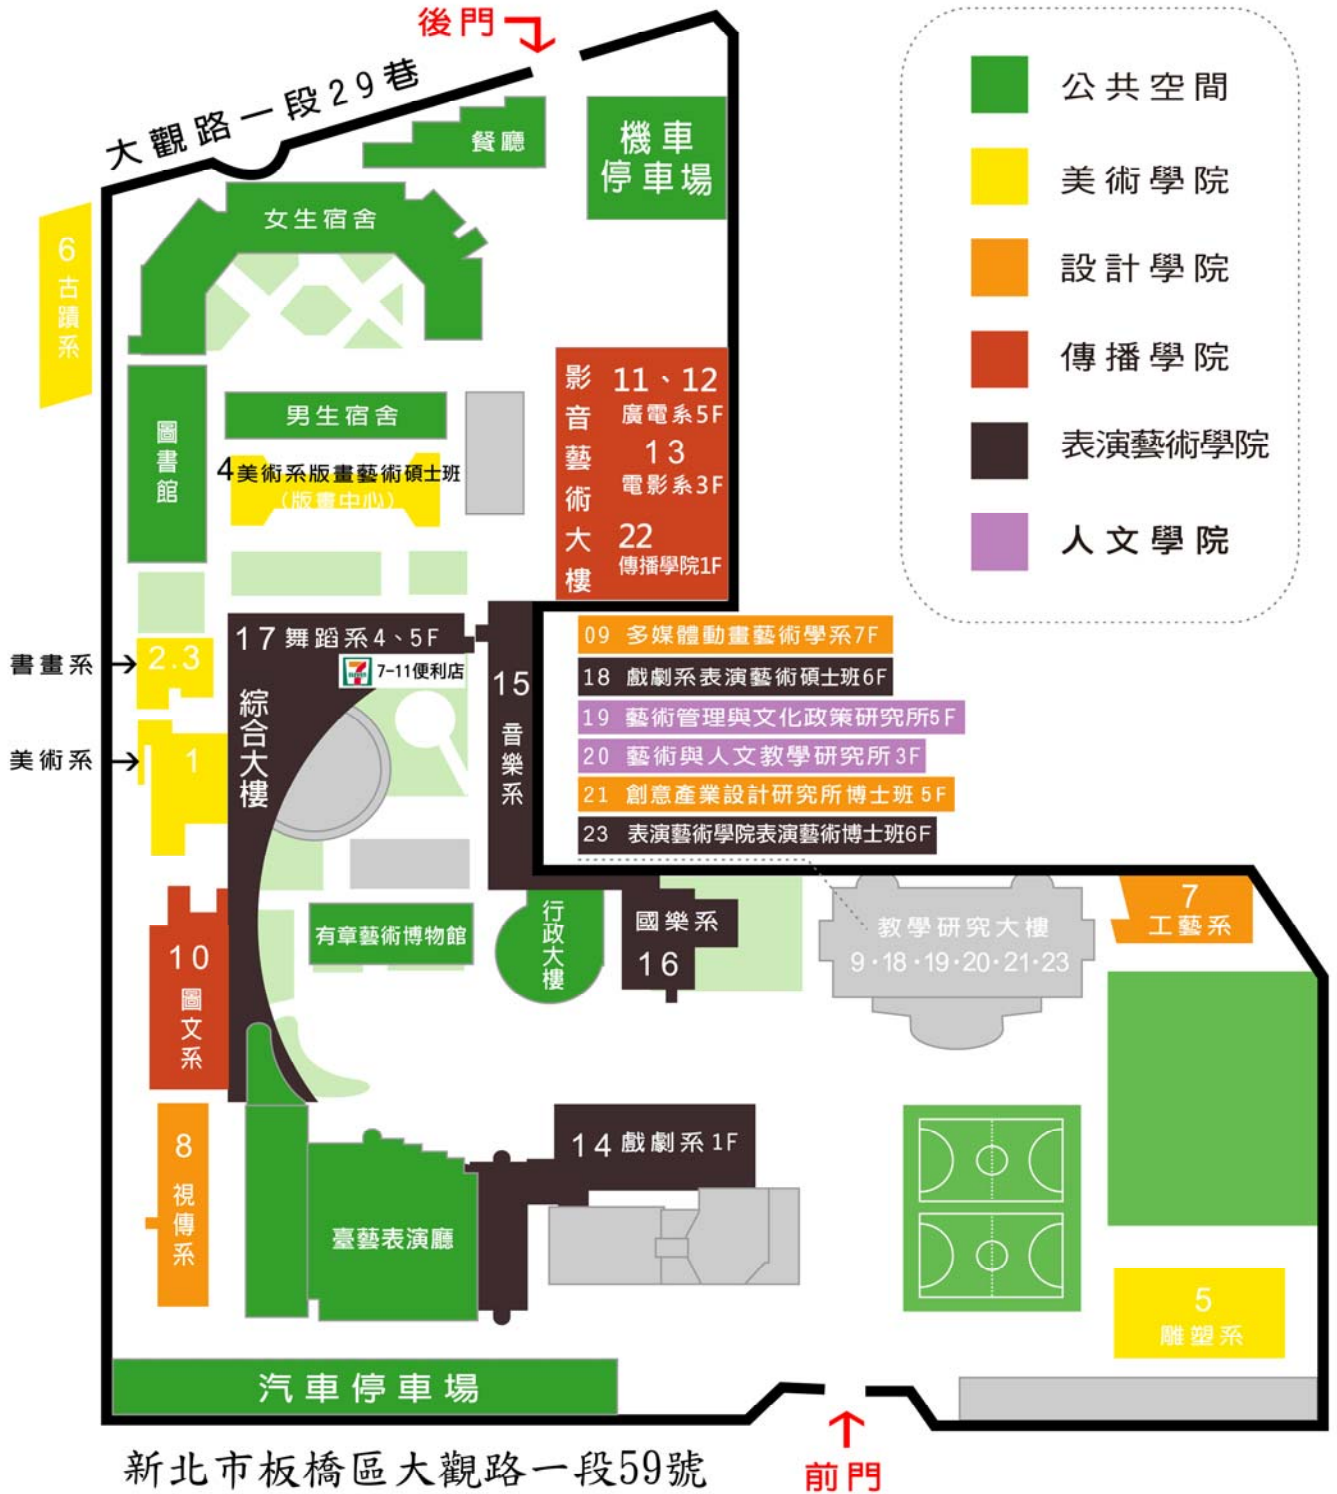 後門
大觀路一段29巷
餐廳
機車
停車場
公共空間
美術學院
設計學院
傳播學院
表演藝術學院
人文學院
女生宿舍
6
古蹟系
圖書館
男生宿舍
4美術系版畫藝術碩士班
(版畫中心)
影音藝術大樓
11、12
廣電系5F
13
電影系3F
22
傳播學院1F
17 舞蹈系4、5F
7-11便利店
綜合大樓
15
音樂系
書畫系
2.3
美術系
1
09 多媒體動畫藝術學系7F
18 戲劇系表演藝術碩士班6F
19 藝術管理與文化政策研究所5F
20 藝術與人文教學研究所3F
21 創意產業設計研究所博士班5F
23 表演藝術學院表演藝術博士班6F
10
圖文系
有章藝術博物館
行政大樓
國樂系
16
教學研究大樓
9·18·19·20·21·23
7
工藝系
8
視傳系
臺藝表演廳
14 戲劇系1F
5
雕塑系
汽車停車場
前門
新北市板橋區大觀路一段59號